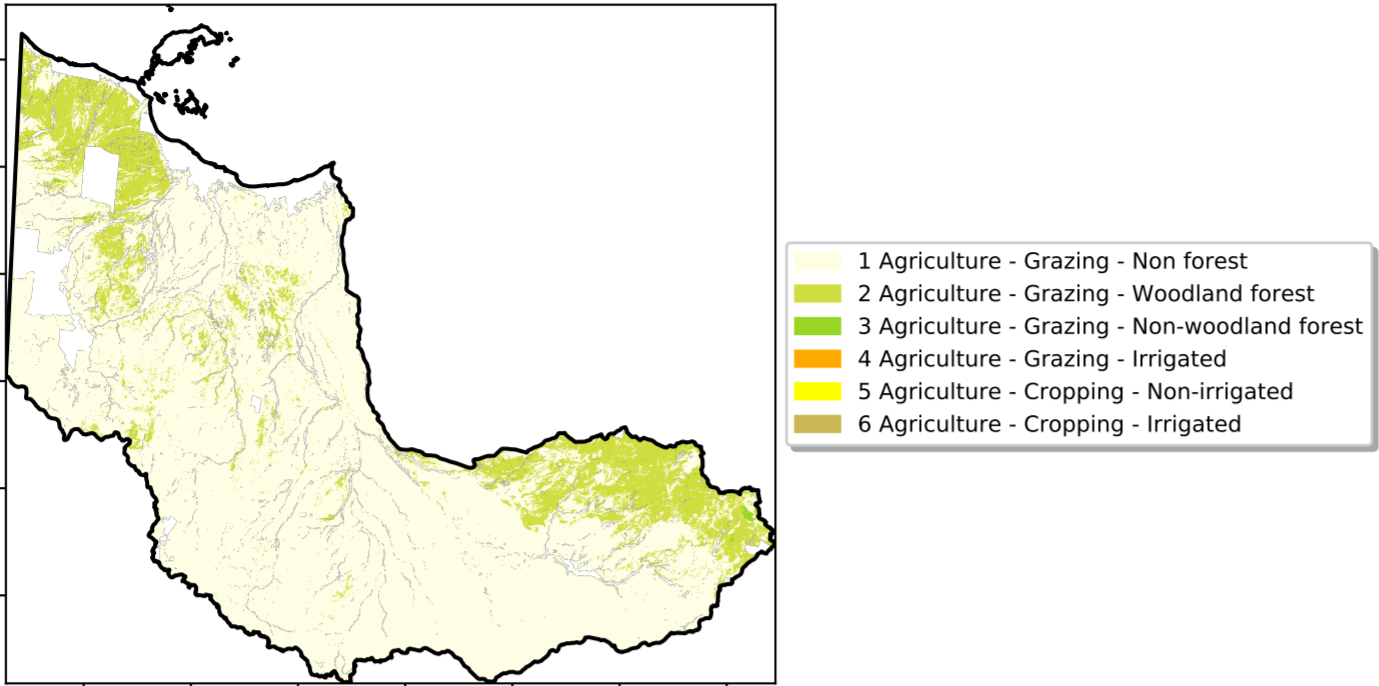 1 Agriculture - Grazing - Non forest
2 Agriculture - Grazing - Woodland forest
3 Agriculture - Grazing - Non-woodland forest
4 Agriculture - Grazing - Irrigated
5 Agriculture - Cropping - Non-irrigated
6 Agriculture - Cropping - Irrigated